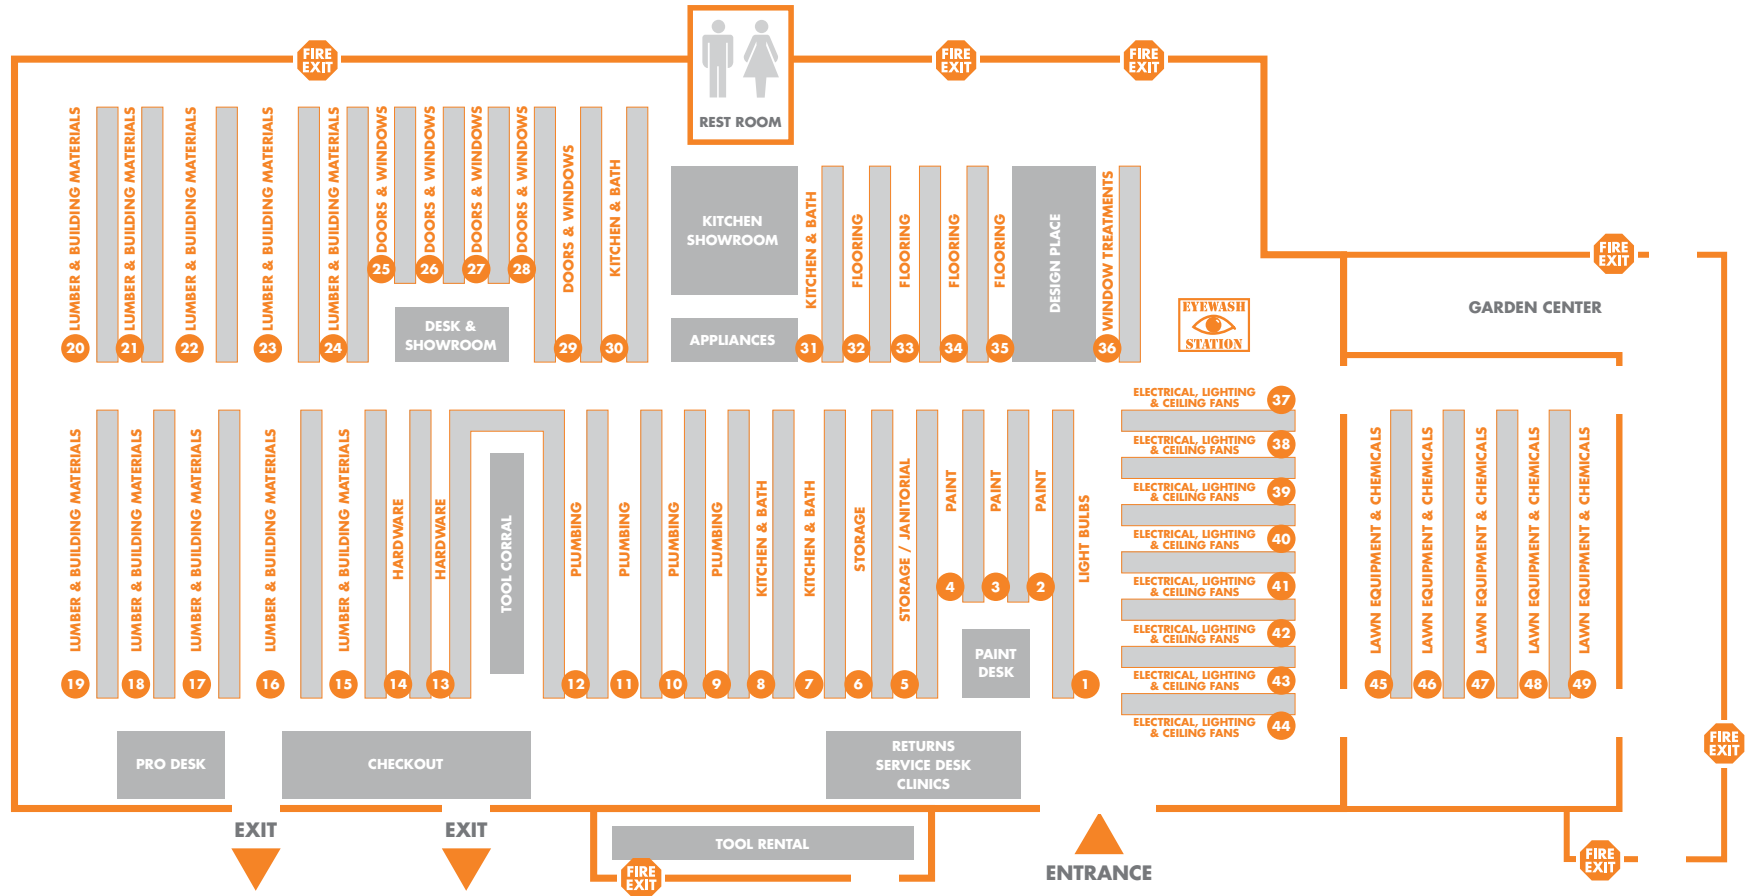 FIRE
EXIT
FIRE
EXIT
FIRE
EXIT
REST ROOM
20 LUMBER & BUILDING MATERIALS
21 LUMBER & BUILDING MATERIALS
22 LUMBER & BUILDING MATERIALS
23 LUMBER & BUILDING MATERIALS
24 LUMBER & BUILDING MATERIALS
25 DOORS & WINDOWS
26 DOORS & WINDOWS
27 DOORS & WINDOWS
28 DOORS & WINDOWS
29 DOORS & WINDOWS
30 KITCHEN & BATH
DESK &
SHOWROOM
KITCHEN
SHOWROOM
APPLIANCES
31 KITCHEN & BATH
32 FLOORING
33 FLOORING
34 FLOORING
35 FLOORING
DESIGN PLACE
36 WINDOW TREATMENTS
EYEWASH
STATION
FIRE
EXIT
GARDEN CENTER
19 LUMBER & BUILDING MATERIALS
18 LUMBER & BUILDING MATERIALS
17 LUMBER & BUILDING MATERIALS
16 LUMBER & BUILDING MATERIALS
15 LUMBER & BUILDING MATERIALS
14 HARDWARE
13 HARDWARE
TOOL CORRAL
12 PLUMBING
11 PLUMBING
10 PLUMBING
9 PLUMBING
8 KITCHEN & BATH
7 KITCHEN & BATH
6 STORAGE
5 STORAGE / JANITORIAL
4 PAINT
3 PAINT
2 PAINT
PAINT
DESK
1 LIGHT BULBS
ELECTRICAL, LIGHTING
& CEILING FANS 37
ELECTRICAL, LIGHTING
& CEILING FANS 38
ELECTRICAL, LIGHTING
& CEILING FANS 39
ELECTRICAL, LIGHTING
& CEILING FANS 40
ELECTRICAL, LIGHTING
& CEILING FANS 41
ELECTRICAL, LIGHTING
& CEILING FANS 42
ELECTRICAL, LIGHTING
& CEILING FANS 43
ELECTRICAL, LIGHTING
& CEILING FANS 44
45 LAWN EQUIPMENT & CHEMICALS
46 LAWN EQUIPMENT & CHEMICALS
47 LAWN EQUIPMENT & CHEMICALS
48 LAWN EQUIPMENT & CHEMICALS
49 LAWN EQUIPMENT & CHEMICALS
FIRE
EXIT
PRO DESK
CHECKOUT
RETURNS
SERVICE DESK
CLINICS
EXIT
EXIT
TOOL RENTAL
FIRE
EXIT
ENTRANCE
FIRE
EXIT